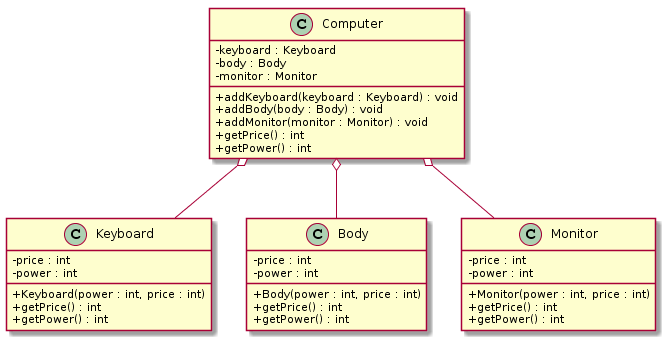 C Computer
-keyboard : Keyboard
-body : Body
-monitor : Monitor
+addKeyboard(keyboard : Keyboard) : void
+addBody(body : Body) : void
+addMonitor(monitor : Monitor) : void
+getPrice() : int
+getPower() : int
C Keyboard
-price : int
-power : int
+Keyboard(power : int, price : int)
+getPrice() : int
+getPower() : int
C Body
-price : int
-power : int
+Body(power : int, price : int)
+getPrice() : int
+getPower() : int
C Monitor
-price : int
-power : int
+Monitor(power : int, price : int)
+getPrice() : int
+getPower() : int